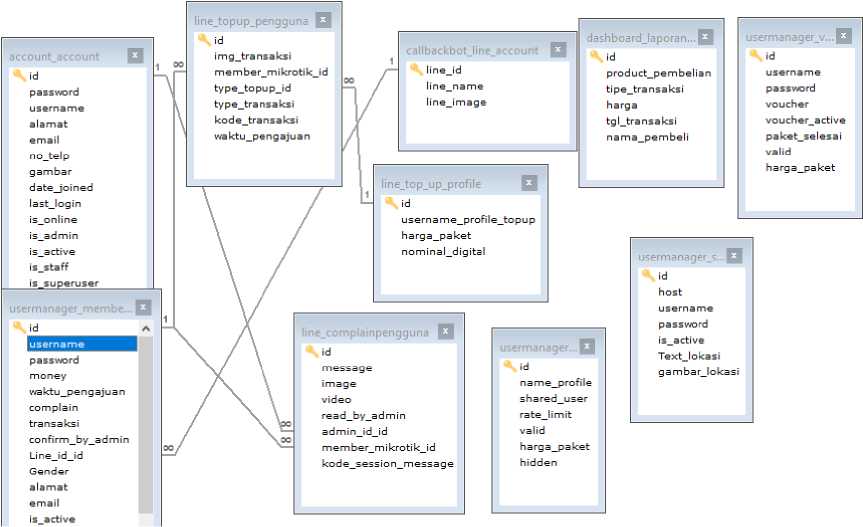 account_account
id
password
username
alamat
email
no_telp
gambar
date_joined
last_login
is_online
is_admin
is_active
is_staff
is_superuser
line_topup_pengguna
id
img_transaksi
member_mikrotik_id
type_topup_id
type_transaksi
kode_transaksi
waktu_pengajuan
callbackbot_line_account
line_id
line_name
line_image
dashboard_laporan...
id
product_pembelian
tipe_transaksi
harga
tgl_transaksi
nama_pembeli
usermanager_v...
id
username
password
voucher
voucher_active
paket_selesai
valid
harga_paket
line_top_up_profile
id
username_profile_topup
harga_paket
nominal_digital
usermanager_s...
id
host
username
password
is_active
Text_lokasi
gambar_lokasi
usermanager_membe...
id
username
password
money
waktu_pengajuan
complain
transaksi
confirm_by_admin
Line_id_id
Gender
alamat
email
is_active
line_complainpengguna
id
message
image
video
read_by_admin
admin_id_id
member_mikrotik_id
kode_session_message
usermanager...
id
name_profile
shared_user
rate_limit
valid
harga_paket
hidden
1
∞
1
∞
1
1
∞
∞
∞